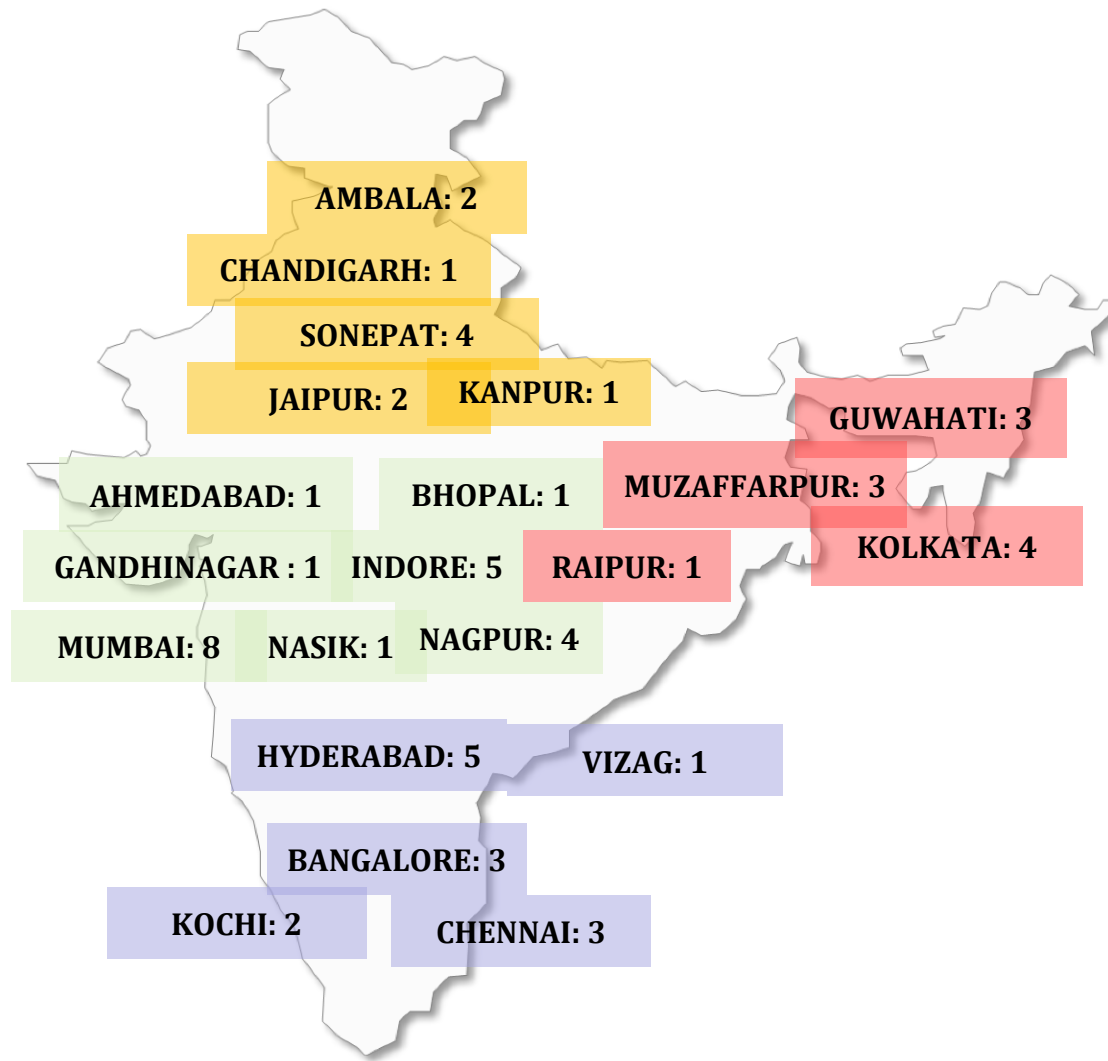 AMBALA: 2
CHANDIGARH: 1
SONEPAT: 4
JAIPUR: 2
KANPUR: 1
GUWAHATI: 3
AHMEDABAD: 1
BHOPAL: 1
MUZAFFARPUR: 3
GANDHINAGAR : 1
INDORE: 5
RAIPUR: 1
KOLKATA: 4
MUMBAI: 8
NASIK: 1
NAGPUR: 4
HYDERABAD: 5
VIZAG: 1
BANGALORE: 3
KOCHI: 2
CHENNAI: 3